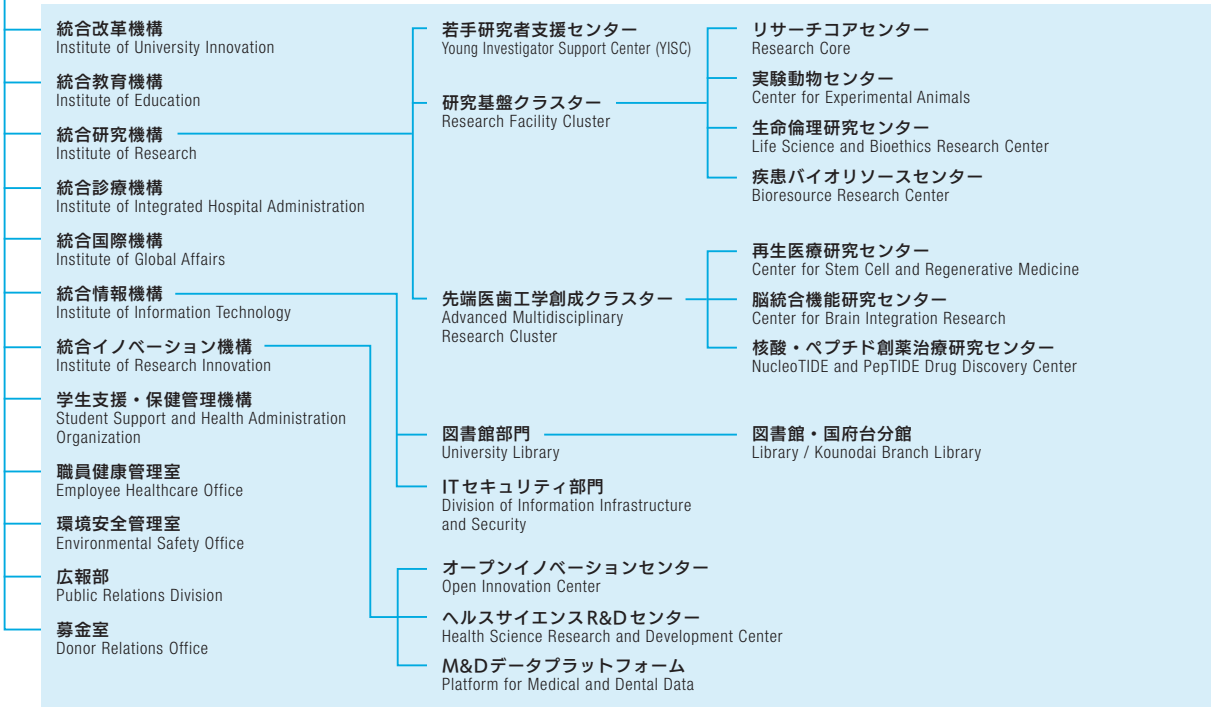 統合改革機構
Institute of University Innovation
統合教育機構
Institute of Education
統合研究機構
Institute of Research
統合診療機構
Institute of Integrated Hospital Administration
統合国際機構
Institute of Global Affairs
統合情報機構
Institute of Information Technology
統合イノベーション機構
Institute of Research Innovation
学生支援・保健管理機構
Student Support and Health Administration
Organization
職員健康管理室
Employee Healthcare Office
環境安全管理室
Environmental Safety Office
広報部
Public Relations Division
募金室
Donor Relations Office
若手研究者支援センター
Young Investigator Support Center (YISC)
研究基盤クラスター
Research Facility Cluster
先端医歯工学創成クラスター
Advanced Multidisciplinary
Research Cluster
図書館部門
University Library
ITセキュリティ部門
Division of Information Infrastructure
and Security
オープンイノベーションセンター
Open Innovation Center
ヘルスサイエンスR&Dセンター
Health Science Research and Development Center
M&Dデータプラットフォーム
Platform for Medical and Dental Data
リサーチコアセンター
Research Core
実験動物センター
Center for Experimental Animals
生命倫理研究センター
Life Science and Bioethics Research Center
疾患バイオリソースセンター
Bioresource Research Center
再生医療研究センター
Center for Stem Cell and Regenerative Medicine
脳統合機能研究センター
Center for Brain Integration Research
核酸・ペプチド創薬治療研究センター
NucleoTIDE and PepTIDE Drug Discovery Center
図書館・国府台分館
Library / Kounodai Branch Library